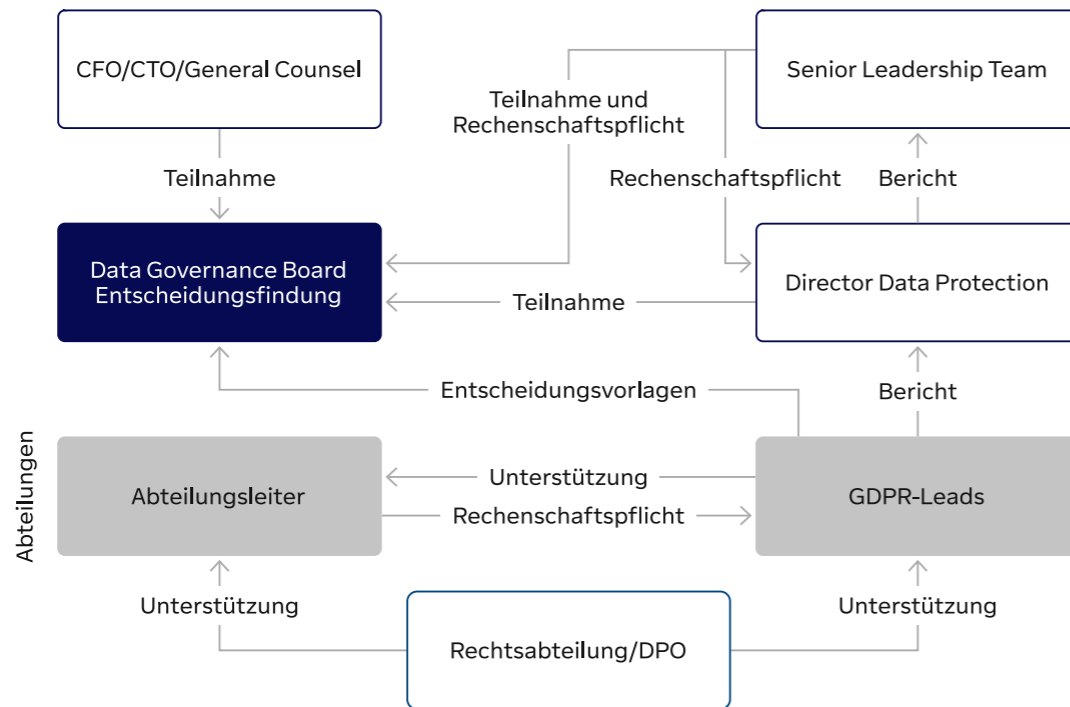 CFO/CTO/General Counsel
Senior Leadership Team
Teilnahme und
Rechenschaftspflicht
Teilnahme
Rechenschaftspflicht
Bericht
Data Governance Board
Entscheidungsfindung
Director Data Protection
Teilnahme
Entscheidungsvorlagen
Bericht
Abteilungen
Abteilungsleiter
Unterstützung
Rechenschaftspflicht
GDPR-Leads
Unterstützung
Unterstützung
Rechtsabteilung/DPO